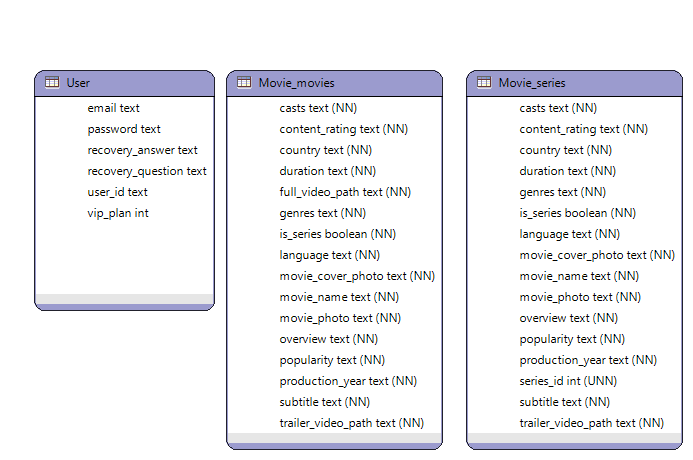 User
email text
password text
recovery_answer text
recovery_question text
user_id text
vip_plan int
Movie_movies
casts text (NN)
content_rating text (NN)
country text (NN)
duration text (NN)
full_video_path text (NN)
genres text (NN)
is_series boolean (NN)
language text (NN)
movie_cover_photo text (NN)
movie_name text (NN)
movie_photo text (NN)
overview text (NN)
popularity text (NN)
production_year text (NN)
subtitle text (NN)
trailer_video_path text (NN)
Movie_series
casts text (NN)
content_rating text (NN)
country text (NN)
duration text (NN)
genres text (NN)
is_series boolean (NN)
language text (NN)
movie_cover_photo text (NN)
movie_name text (NN)
movie_photo text (NN)
overview text (NN)
popularity text (NN)
production_year text (NN)
series_id int (UNN)
subtitle text (NN)
trailer_video_path text (NN)